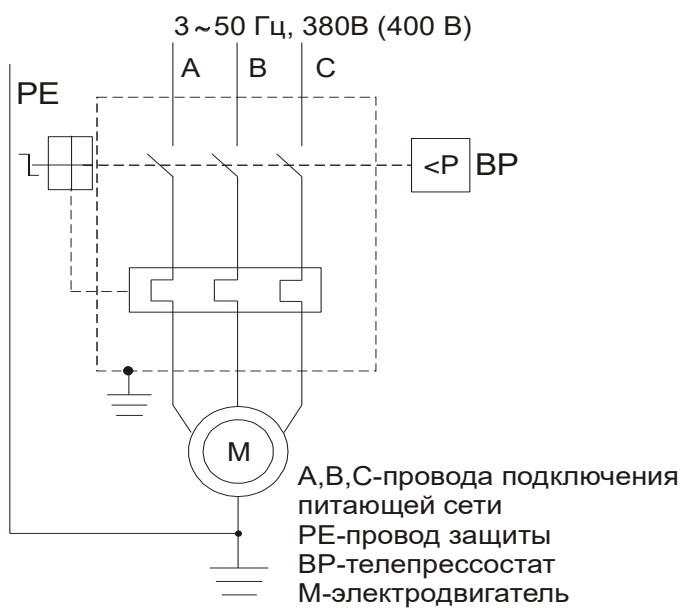 3~50 Гц, 380В (400 В)
A B C
PE
<P BP
M
A,B,C-провода подключения
питающей сети
PE-провод защиты
BP-телепрессостат
M-электродвигатель